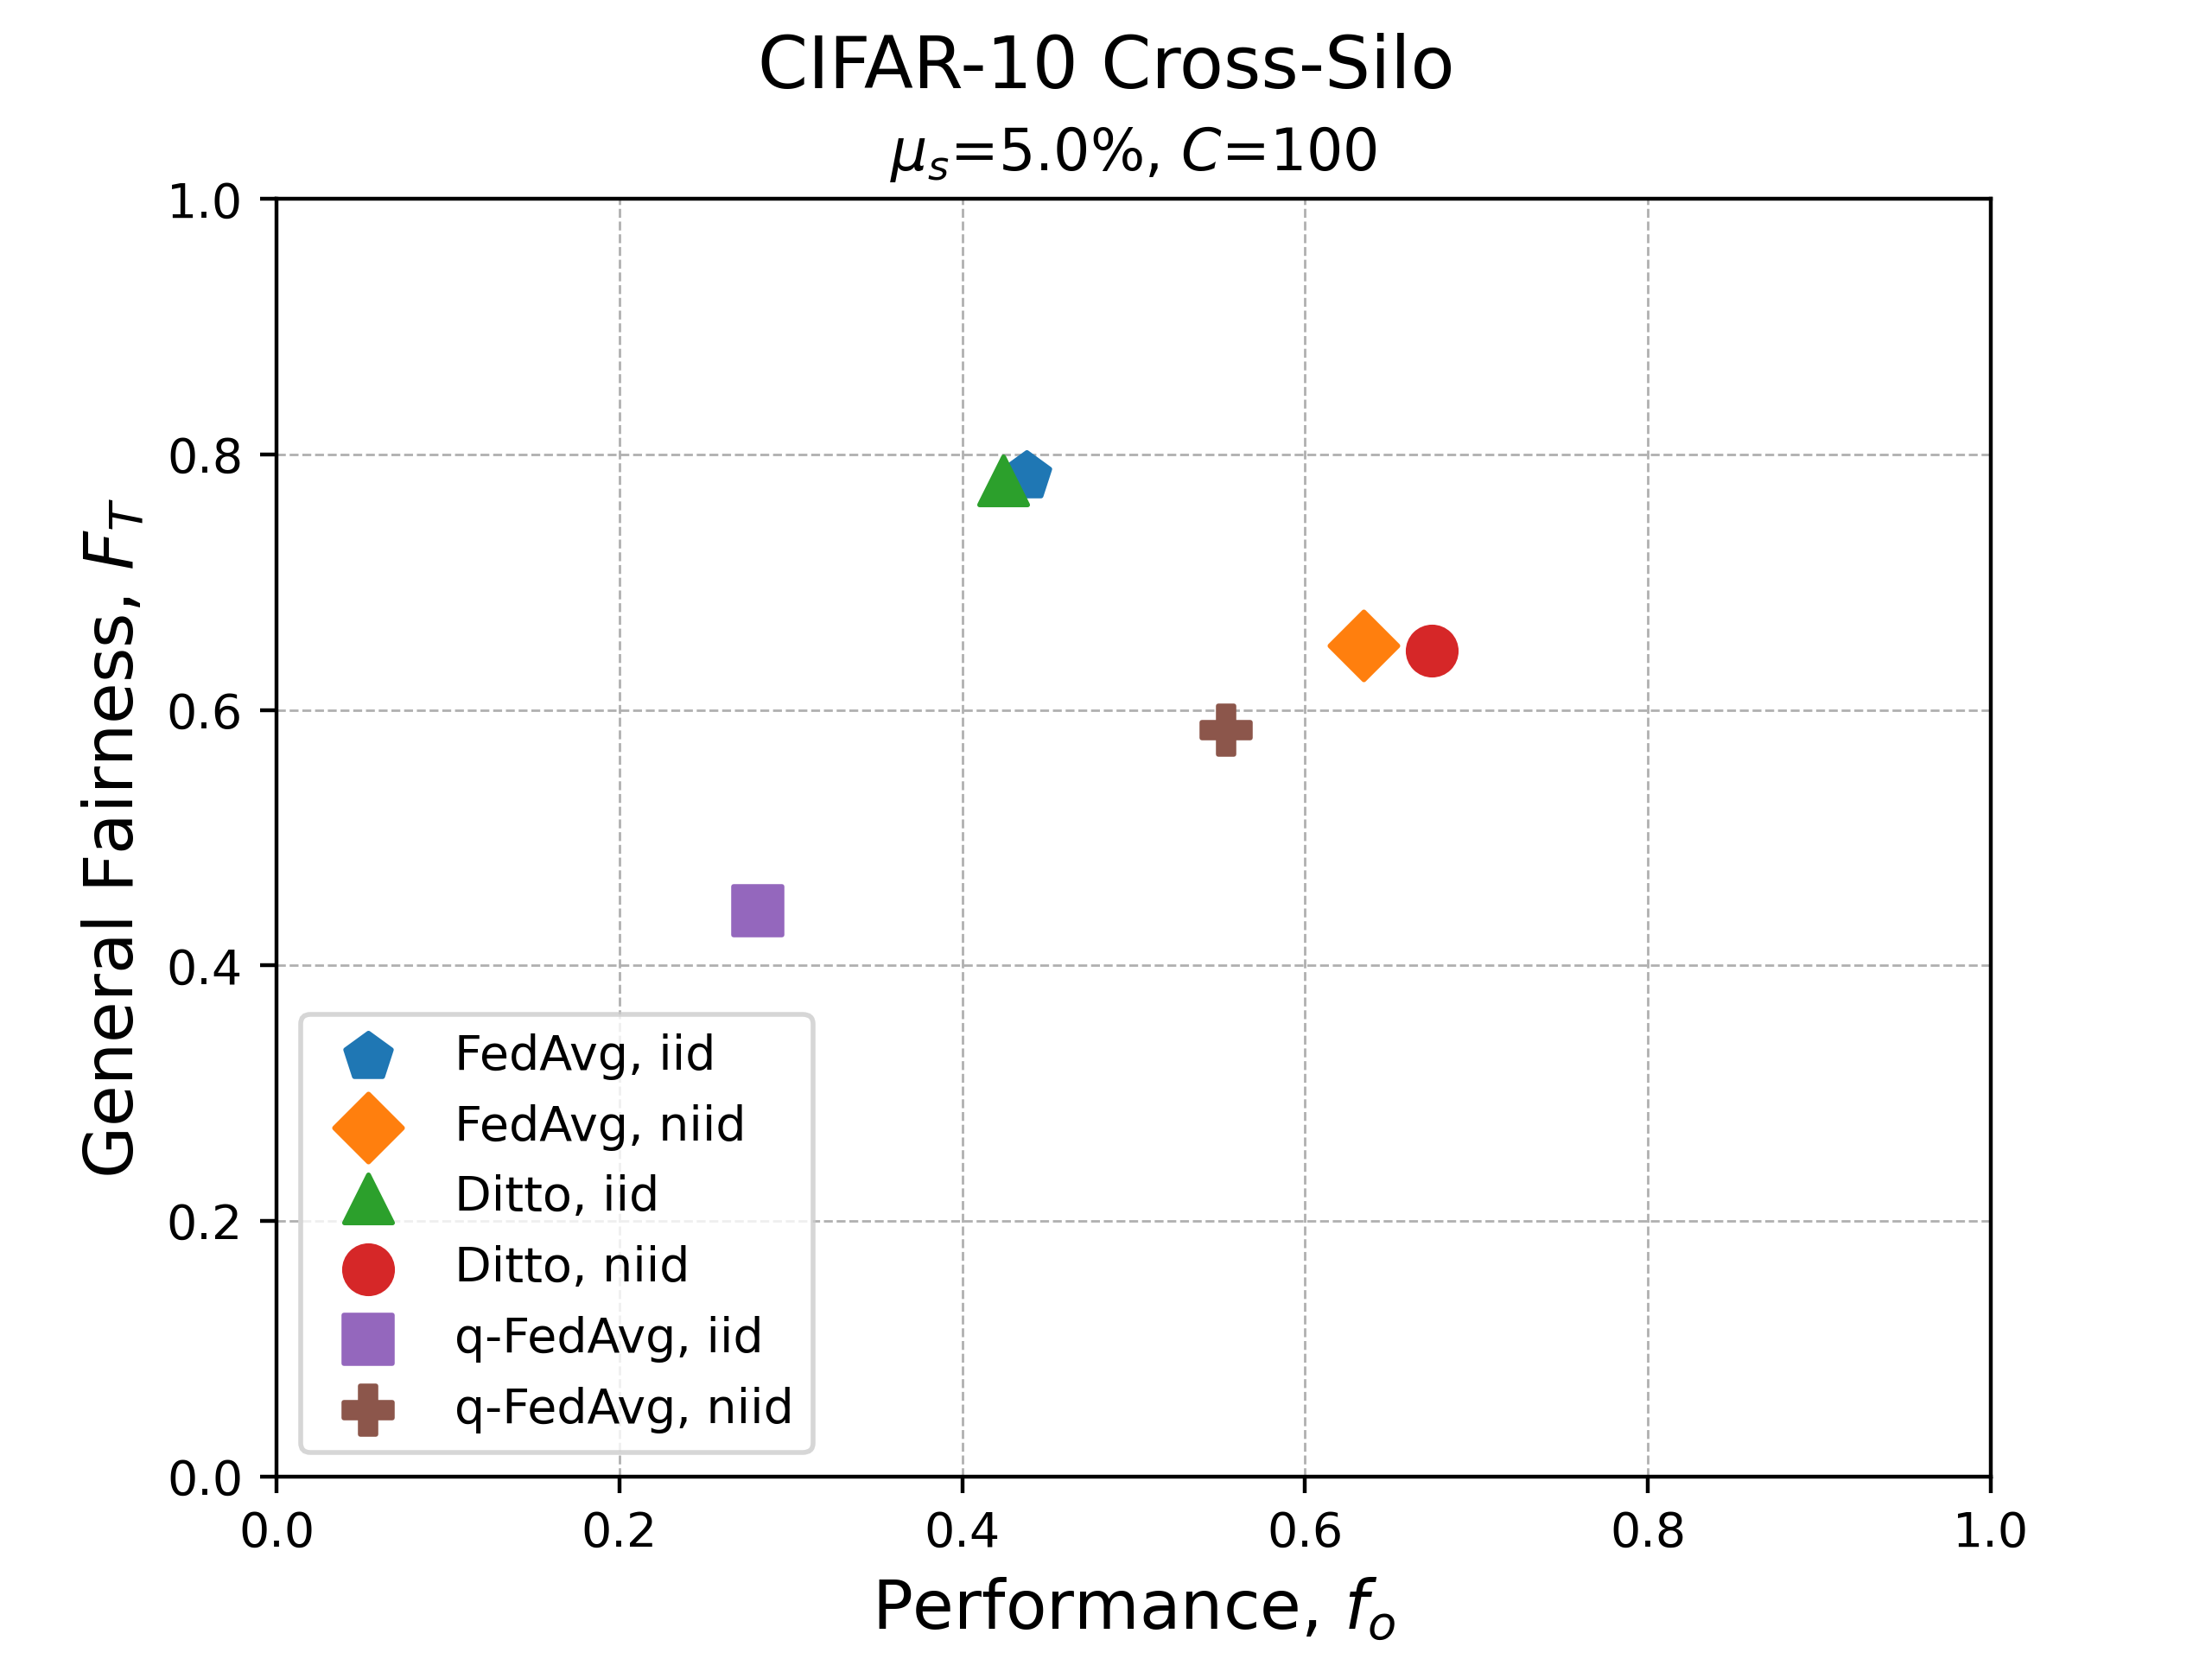 CIFAR-10 Cross-Silo
μs=5.0%, C=100
1.0
0.8
0.6
0.4
0.2
0.0
General Fairness, FT
FedAvg, iid
FedAvg, niid
Ditto, iid
Ditto, niid
q-FedAvg, iid
q-FedAvg, niid
0.0 0.2 0.4 0.6 0.8 1.0
Performance, fo